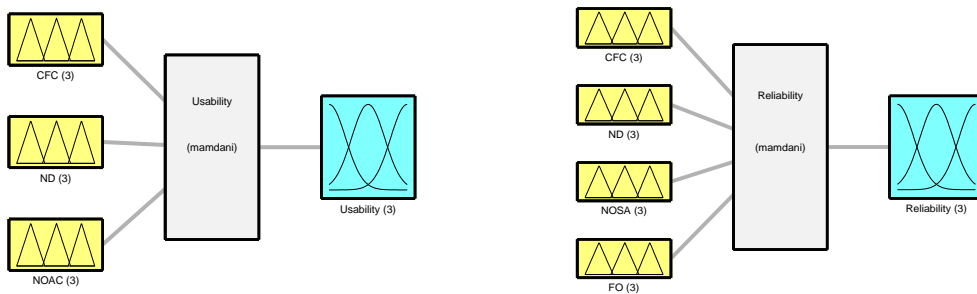 CFC (3)
ND (3)
NOAC (3)
Usability
(mamdani)
Usability (3)
CFC (3)
ND (3)
NOSA (3)
FO (3)
Reliability
(mamdani)
Reliability (3)